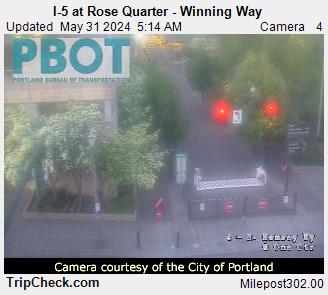 I-5 at Rose Quarter - Winning Way
Updated May 31 2024 5:14 AM Camera 4
PBOT
PORTLAND BUREAU OF TRANSPORTATION
Camera courtesy of the City of Portland
TripCheck.com Milepost302.00